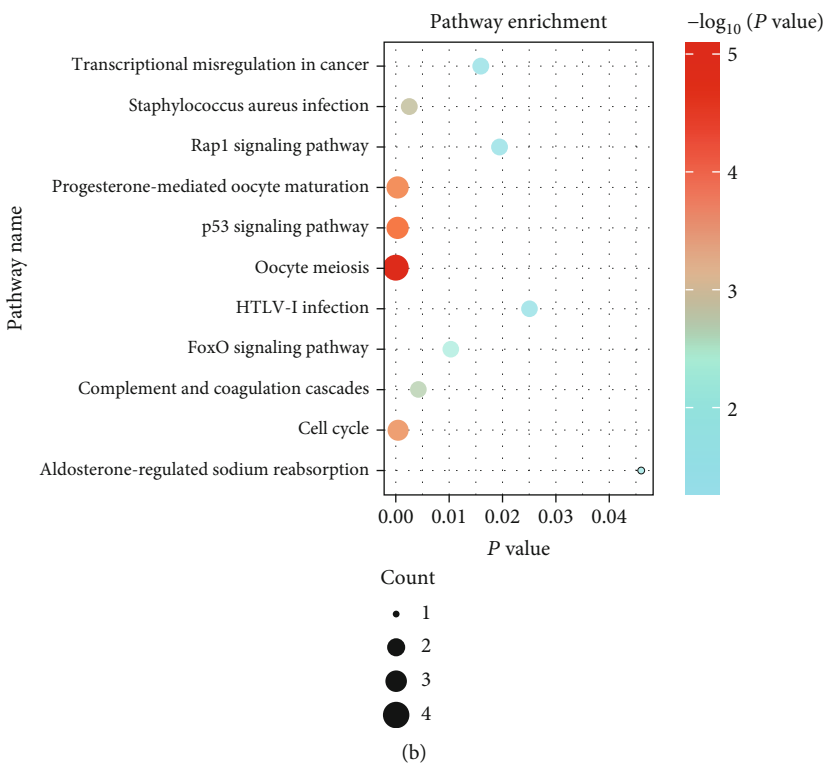 Pathway enrichment
−log10 (P value)
Pathway name
Transcriptional misregulation in cancer
Staphylococcus aureus infection
Rap1 signaling pathway
Progesterone-mediated oocyte maturation
p53 signaling pathway
Oocyte meiosis
HTLV-I infection
FoxO signaling pathway
Complement and coagulation cascades
Cell cycle
Aldosterone-regulated sodium reabsorption
5
4
3
2
0.00 0.01 0.02 0.03 0.04
P value
Count
1
2
3
4
(b)